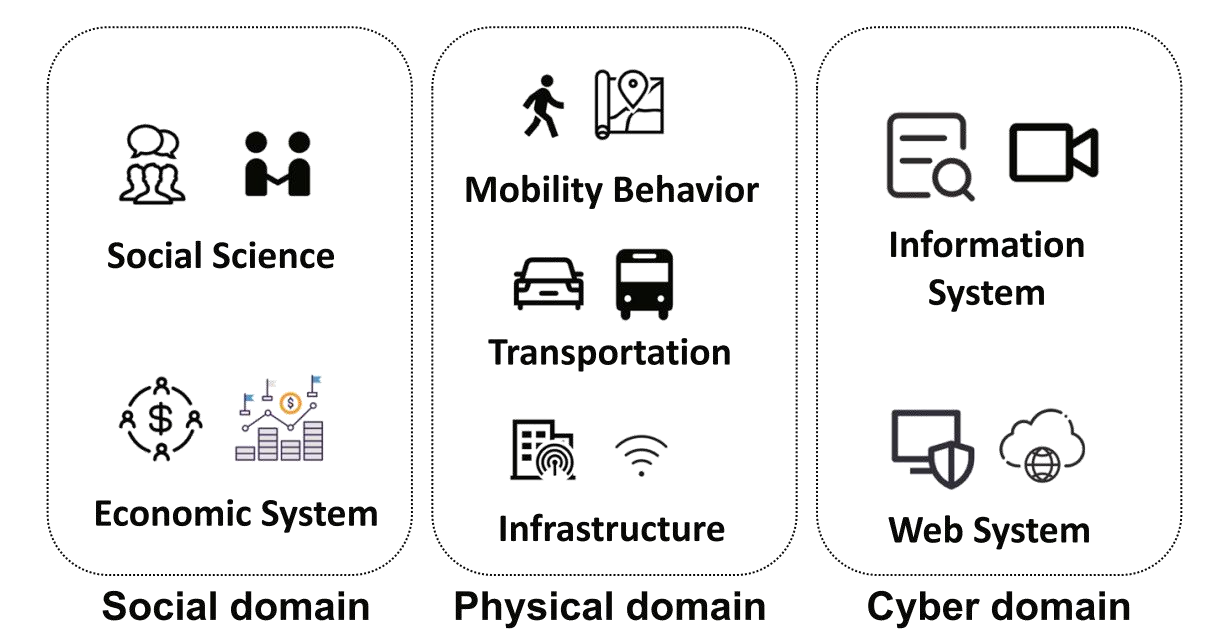 Social Science
Economic System
Social domain
Mobility Behavior
Transportation
Infrastructure
Physical domain
Information
System
Web System
Cyber domain